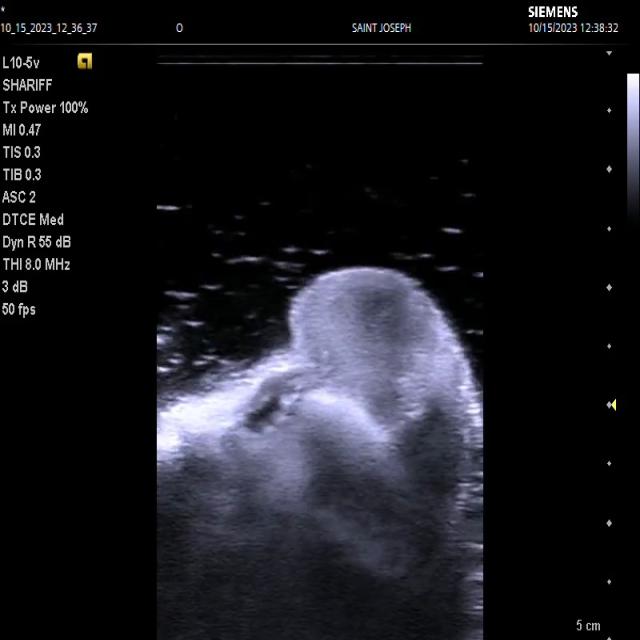 *
SIEMENS
10_15_2023_12_36_37 O SAINT JOSEPH 10/15/2023 12:38:32
L10-5v
SHARIFF
Tx Power 100%
MI 0.47
TIS 0.3
TIB 0.3
ASC 2
DTCE Med
Dyn R 55 dB
THI 8.0 MHz
3 dB
50 fps
5 cm